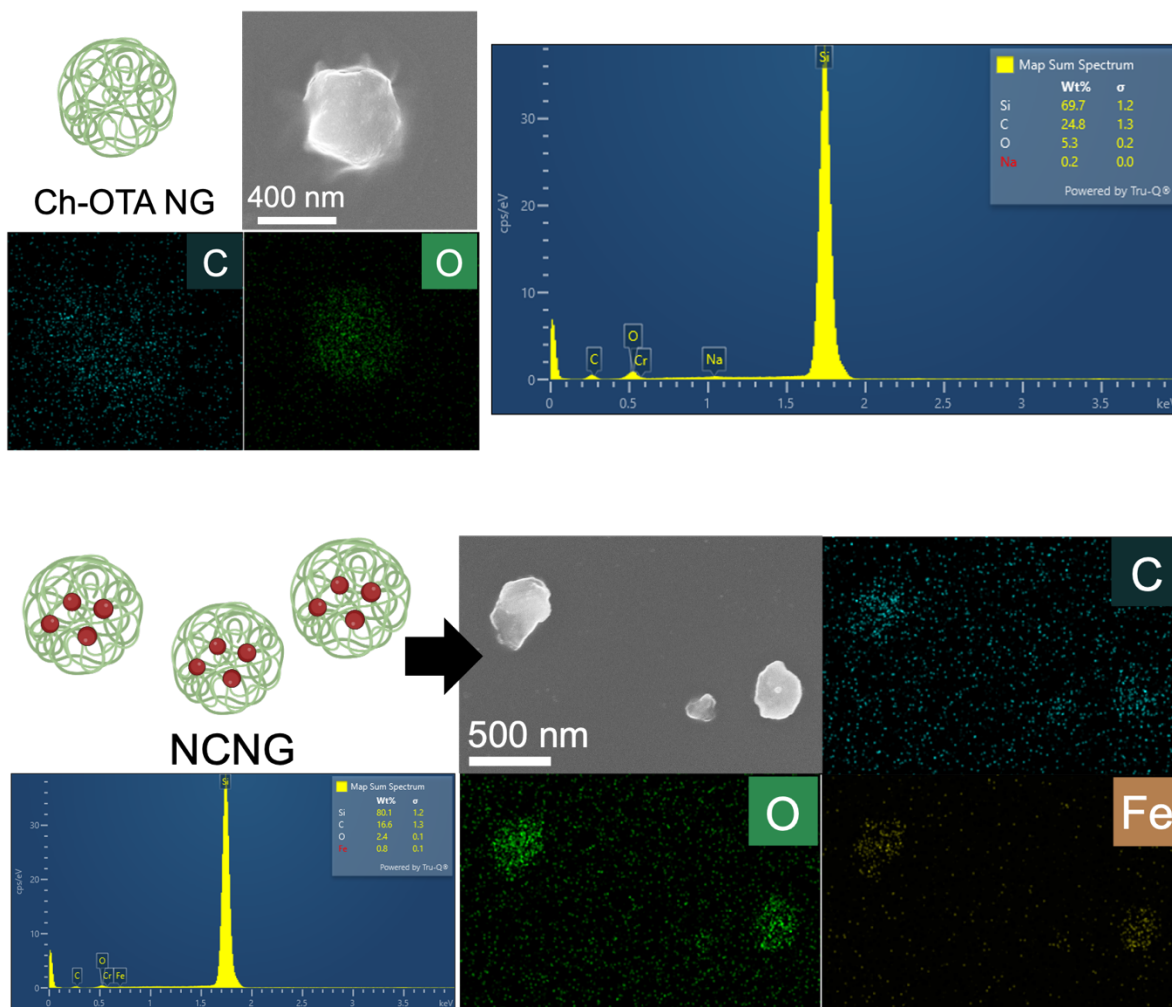 Ch-OTA NG
400 nm
C
O
cps/eV
30
20
10
0
Si
C
O
Cr
Na
0
0.5
1
1.5
2
2.5
3
3.5
keV
Map Sum Spectrum
Wt% σ
Si 69.7 1.2
C 24.8 1.3
O 5.3 0.2
Na 0.2 0.0
Powered by Tru-Q®
NCNG
500 nm
C
cps/eV
30
20
10
0
Si
C
O
Cr
Fe
0
0.5
1
1.5
2
2.5
3
3.5
keV
Map Sum Spectrum
Wt% σ
Si 80.1 1.2
C 16.6 1.3
O 2.4 0.1
Fe 0.8 0.1
Powered by Tru-Q®
O
Fe